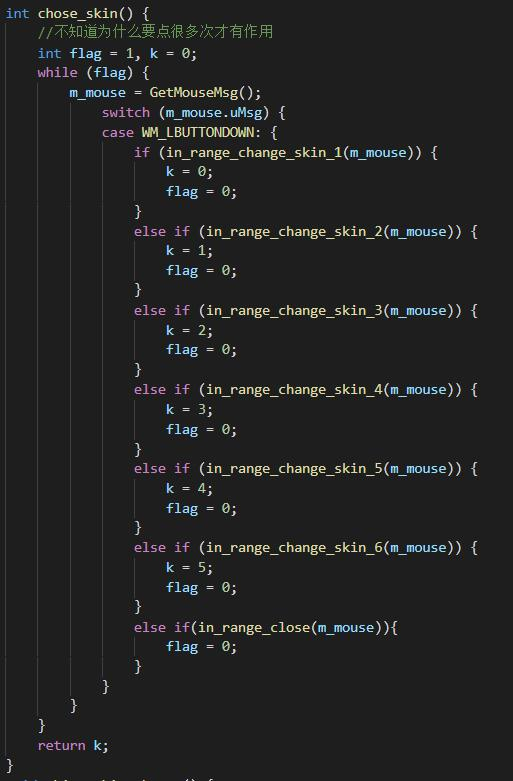 int chose_skin() {
    //不知道为什么要点很多次才有作用
    int flag = 1, k = 0;
    while (flag) {
        m_mouse = GetMouseMsg();
            switch (m_mouse.uMsg) {
            case WM_LBUTTONDOWN: {
                if (in_range_change_skin_1(m_mouse)) {
                    k = 0;
                    flag = 0;
                }
                else if (in_range_change_skin_2(m_mouse)) {
                    k = 1;
                    flag = 0;
                }
                else if (in_range_change_skin_3(m_mouse)) {
                    k = 2;
                    flag = 0;
                }
                else if (in_range_change_skin_4(m_mouse)) {
                    k = 3;
                    flag = 0;
                }
                else if (in_range_change_skin_5(m_mouse)) {
                    k = 4;
                    flag = 0;
                }
                else if (in_range_change_skin_6(m_mouse)) {
                    k = 5;
                    flag = 0;
                }
                else if(in_range_close(m_mouse)){
                    flag = 0;
                }
            }
        }
    }
    return k;
}